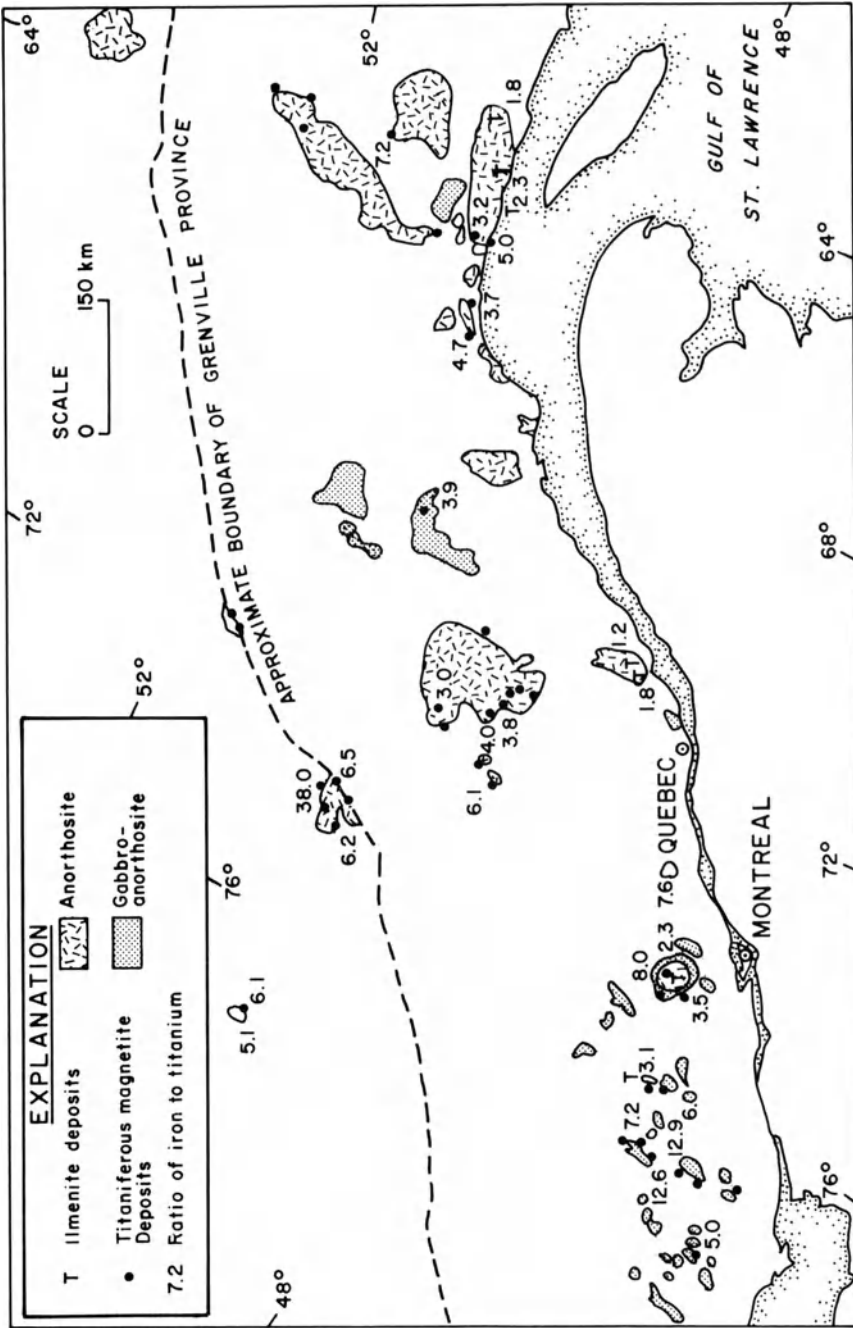 EXPLANATION
T Ilmenite deposits
Anorthosite
• Titaniferous magnetite
Deposits
Gabbro-
anorthosite
7.2 Ratio of iron to titanium
SCALE
0 150 km
APPROXIMATE BOUNDARY OF GRENVILLE PROVINCE
72°
64°
52°
52°
76°
48°
48°
64°
68°
72°
76°
GULF OF
ST. LAWRENCE
QUEBEC
MONTREAL
38.0
6.5
6.2
5.1
6.1
7.2
3.2
T
1.8
T2.3
5.0
3.7
4.7
3.9
3.0
4.0
3.8
6.1
T
1.2
1.8
7.6
8.0
2.3
T
3.5
T
3.1
7.2
6.0
12.9
12.6
5.0